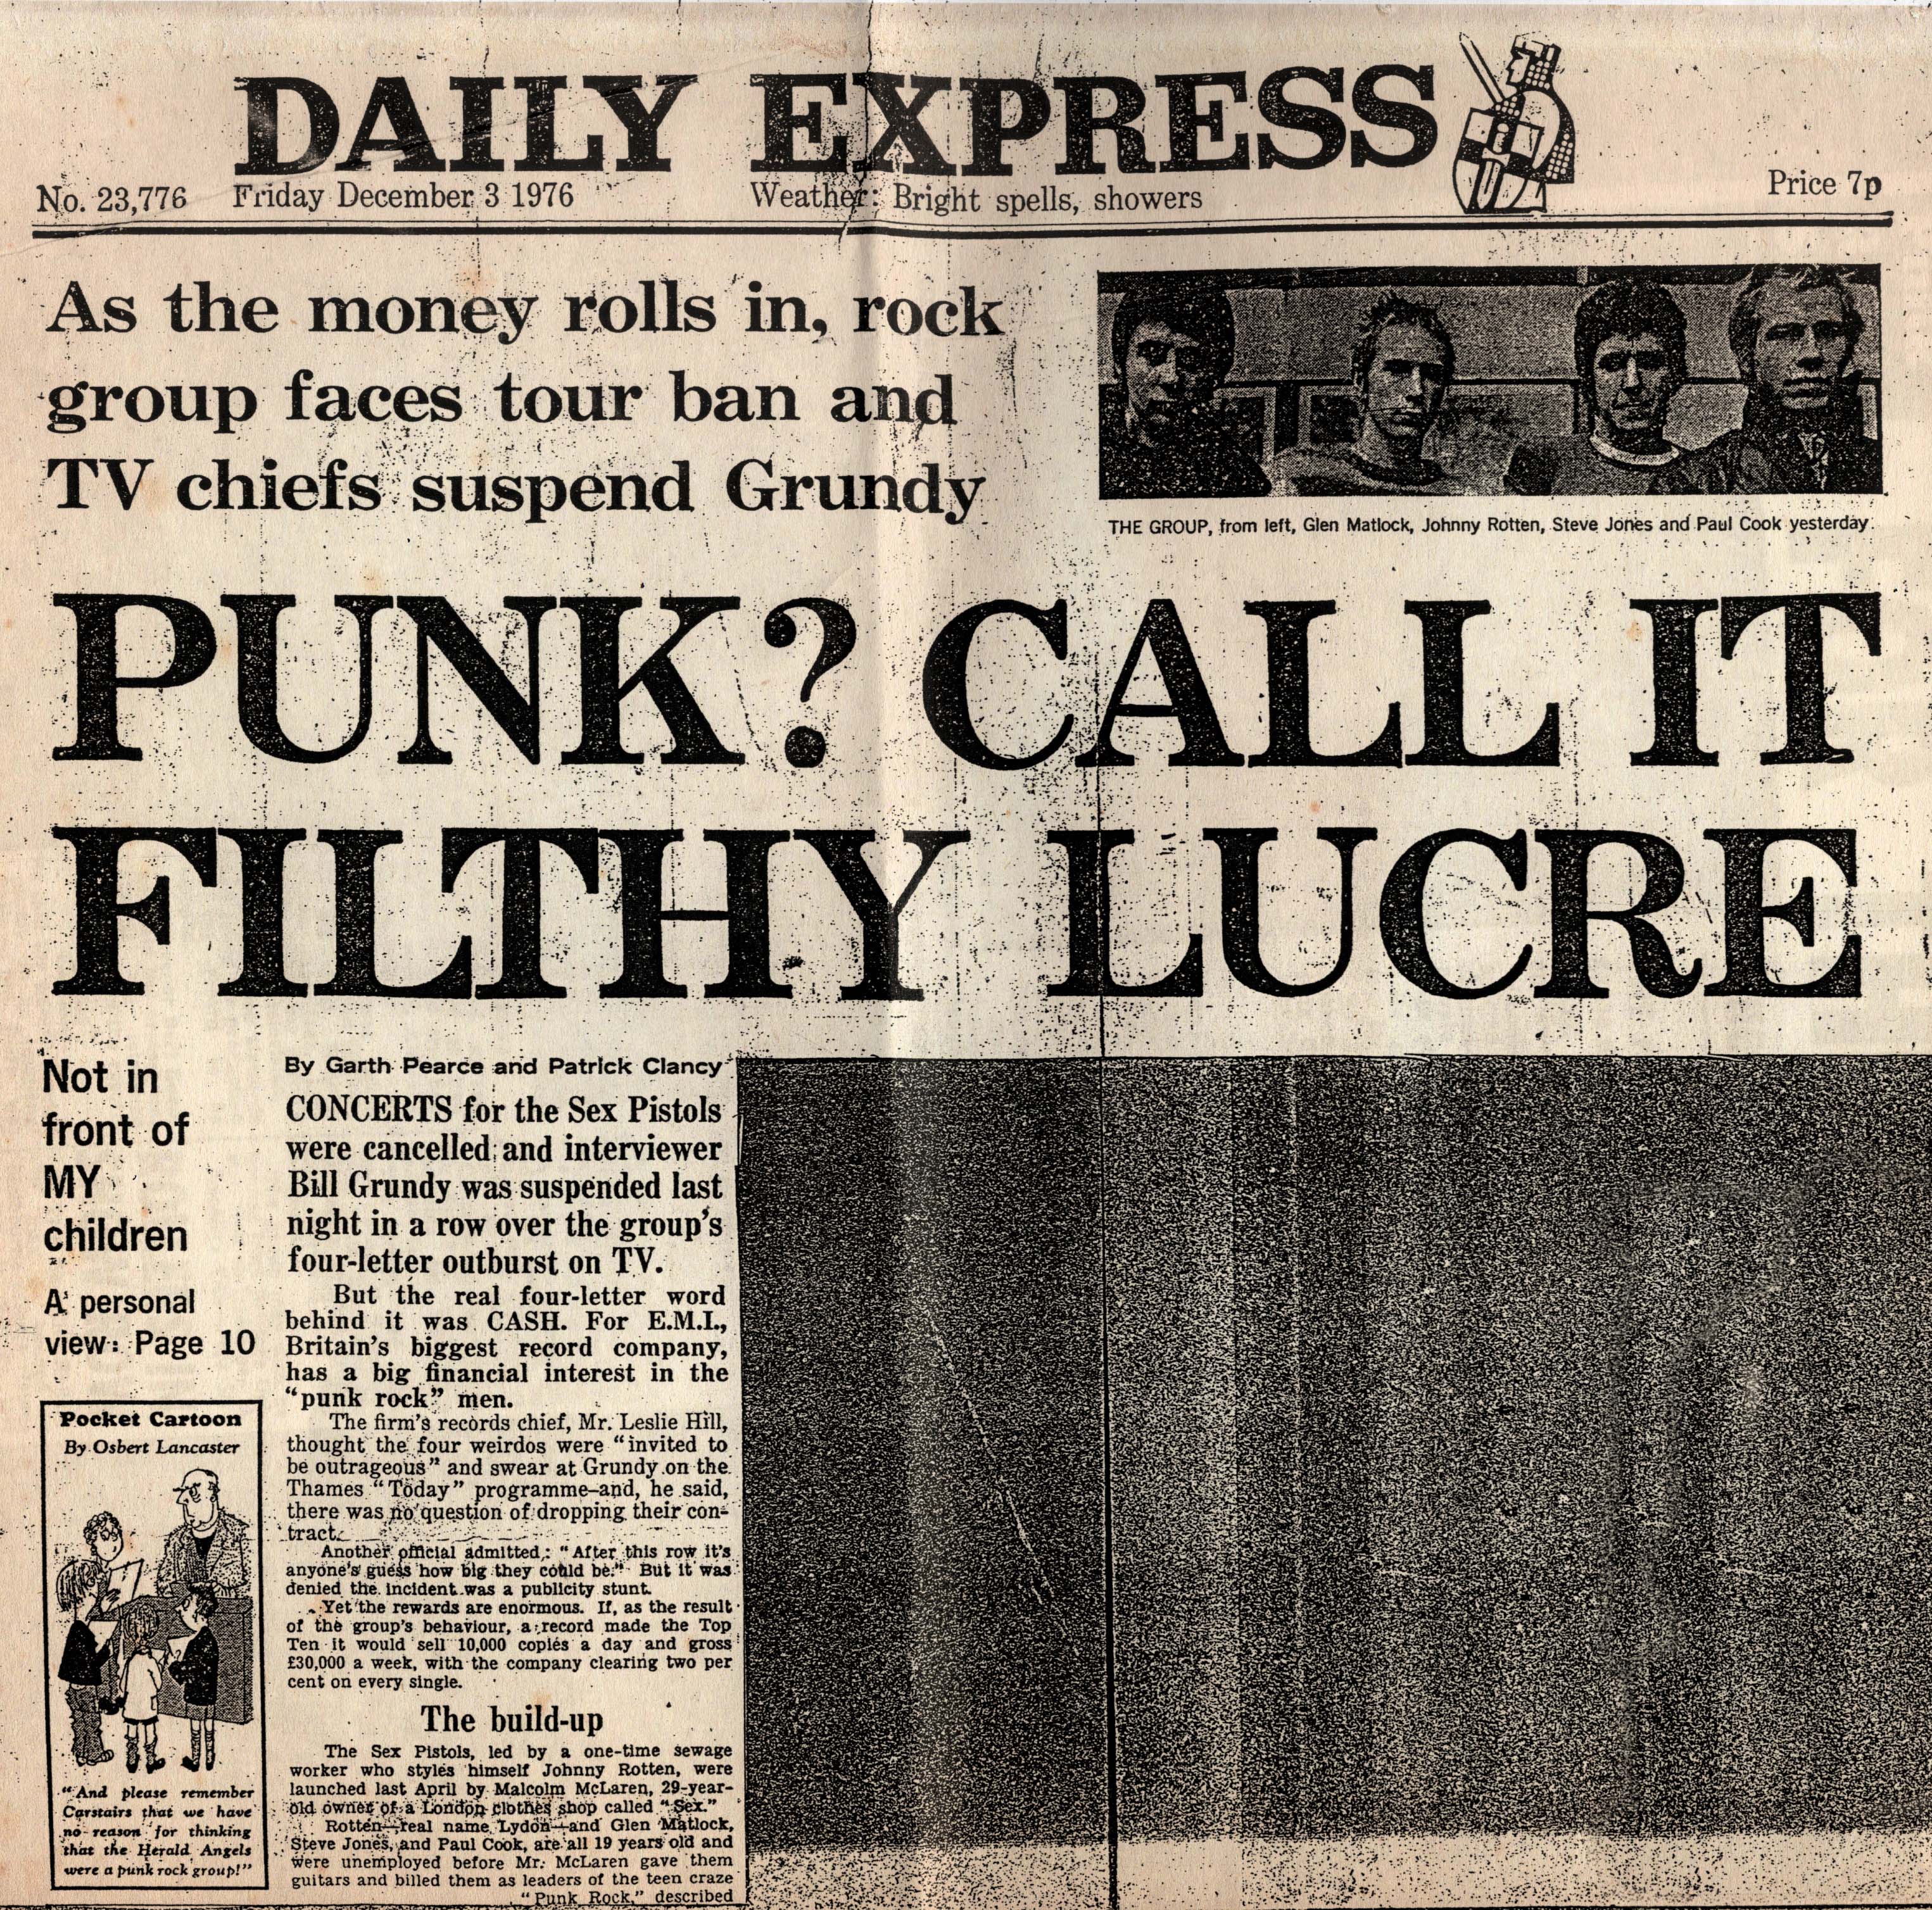 DAILY EXPRESS
No. 23,776 Friday December 3 1976 Weather: Bright spells, showers Price 7p
As the money rolls in, rock
group faces tour ban and
TV chiefs suspend Grundy
THE GROUP, from left, Glen Matlock, Johnny Rotten, Steve Jones and Paul Cook yesterday.
PUNK? CALL IT
FILTHY LUCRE
Not in
front of
MY
children
A personal
view: Page 10
Pocket Cartoon
By Osbert Lancaster
"And please remember
Carstairs that we have
no reason for thinking
that the Herald Angels
were a punk rock group!"
By Garth Pearce and Patrick Clancy
CONCERTS for the Sex Pistols
were cancelled and interviewer
Bill Grundy was suspended last
night in a row over the group's
four-letter outburst on TV.
But the real four-letter word
behind it was CASH. For E.M.I.,
Britain's biggest record company,
has a big financial interest in the
"punk rock" men.
The firm's records chief, Mr. Leslie Hill,
thought the four weirdos were "invited to
be outrageous" and swear at Grundy on the
Thames "Today" programme—and, he said,
there was no question of dropping their con-
tract.
Another official admitted: "After this row it's
anyone's guess how big they could be." But it was
denied the incident was a publicity stunt.
Yet the rewards are enormous. If, as the result
of the group's behaviour, a record made the Top
Ten it would sell 10,000 copies a day and gross
£30,000 a week, with the company clearing two per
cent on every single.
The build-up
The Sex Pistols, led by a one-time sewage
worker who styles himself Johnny Rotten, were
launched last April by Malcolm McLaren, 29-year-
old owner of a London clothes shop called "Sex."
Rotten—real name Lydon—and Glen Matlock,
Steve Jones, and Paul Cook, are all 19 years old and
were unemployed before Mr. McLaren gave them
guitars and billed them as leaders of the teen craze
"Punk Rock," described